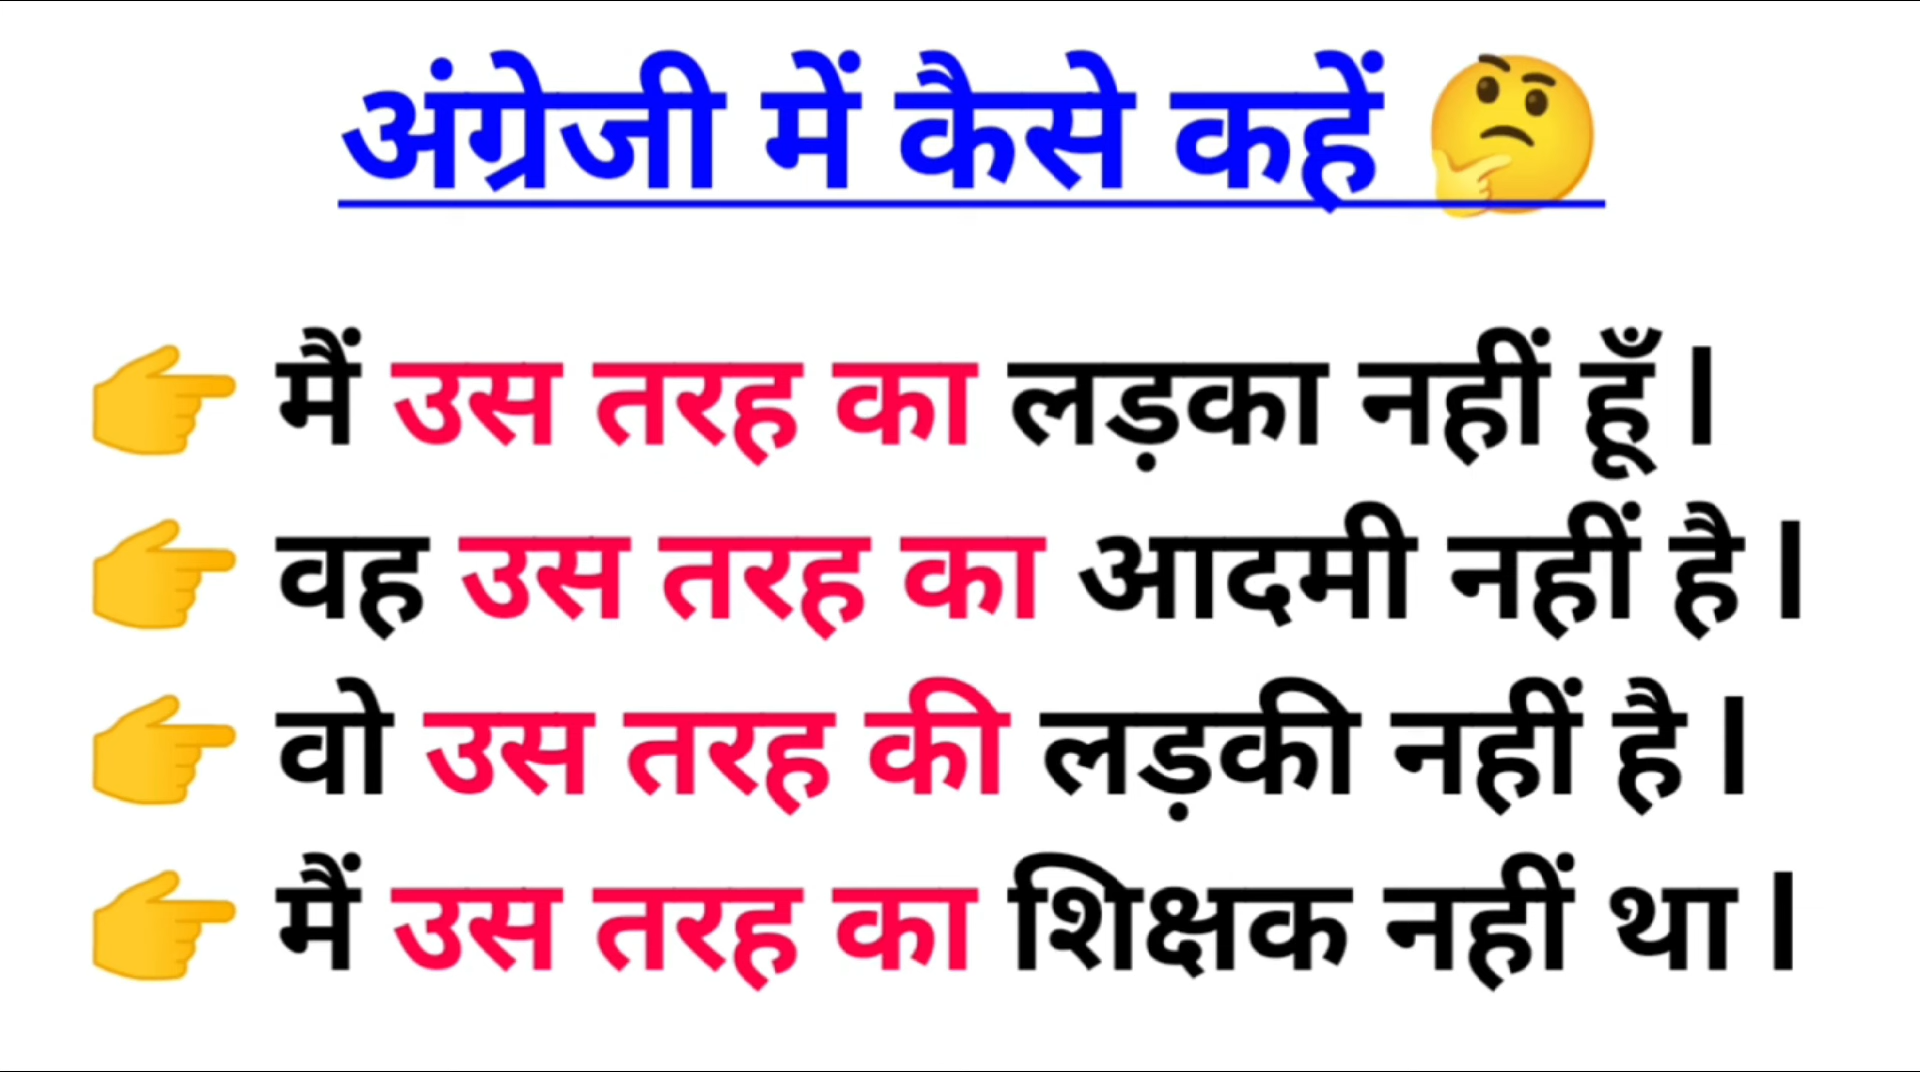 अंग्रेजी में कैसे कहें 🤔
👉 मैं उस तरह का लड़का नहीं हूँ l
👉 वह उस तरह का आदमी नहीं है l
👉 वो उस तरह की लड़की नहीं है l
👉 मैं उस तरह का शिक्षक नहीं था l